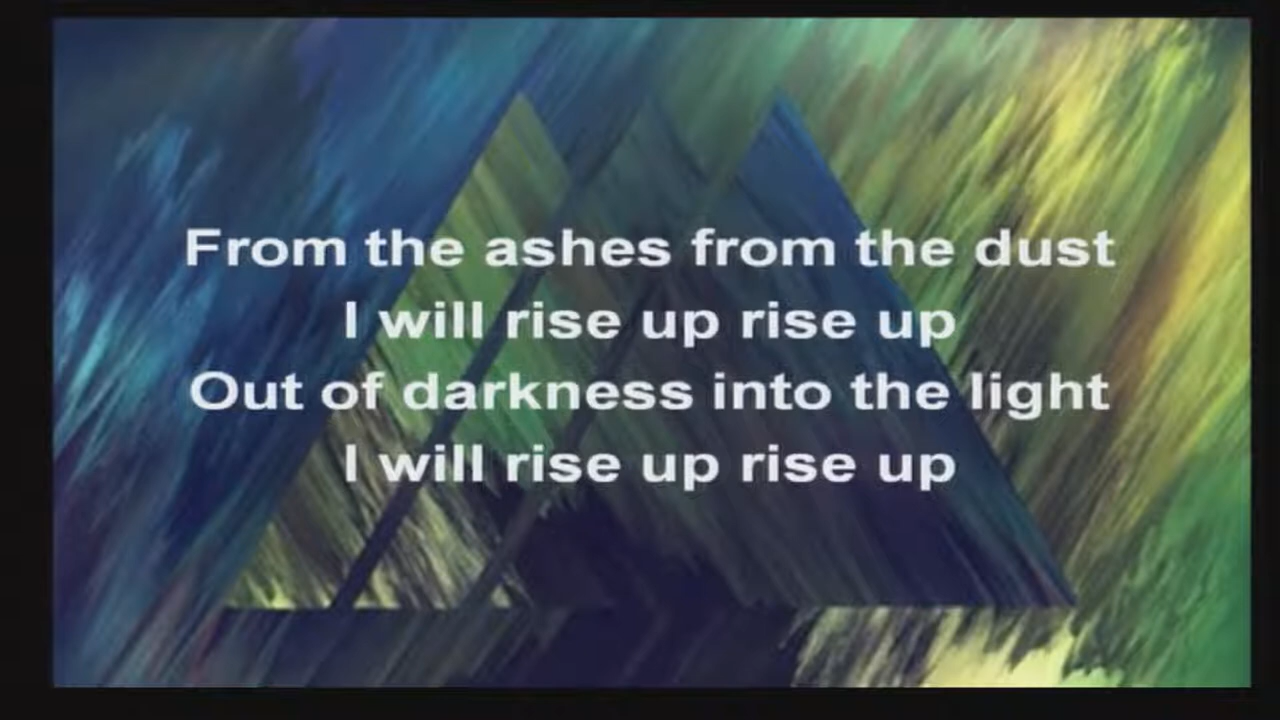 From the ashes from the dust
I will rise up rise up
Out of darkness into the light
I will rise up rise up